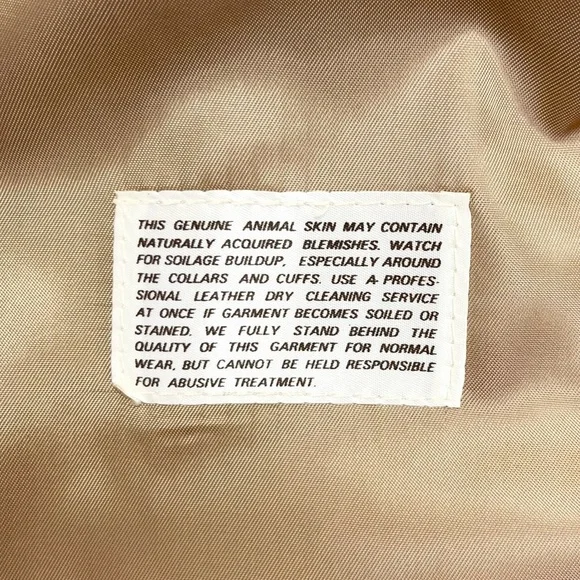 THIS GENUINE ANIMAL SKIN MAY CONTAIN
NATURALLY ACQUIRED BLEMISHES. WATCH
FOR SOILAGE BUILDUP, ESPECIALLY AROUND
THE COLLARS AND CUFFS. USE A PROFES-
SIONAL LEATHER DRY CLEANING SERVICE
AT ONCE IF GARMENT BECOMES SOILED OR
STAINED. WE FULLY STAND BEHIND THE
QUALITY OF THIS GARMENT FOR NORMAL
WEAR, BUT CANNOT BE HELD RESPONSIBLE
FOR ABUSIVE TREATMENT.